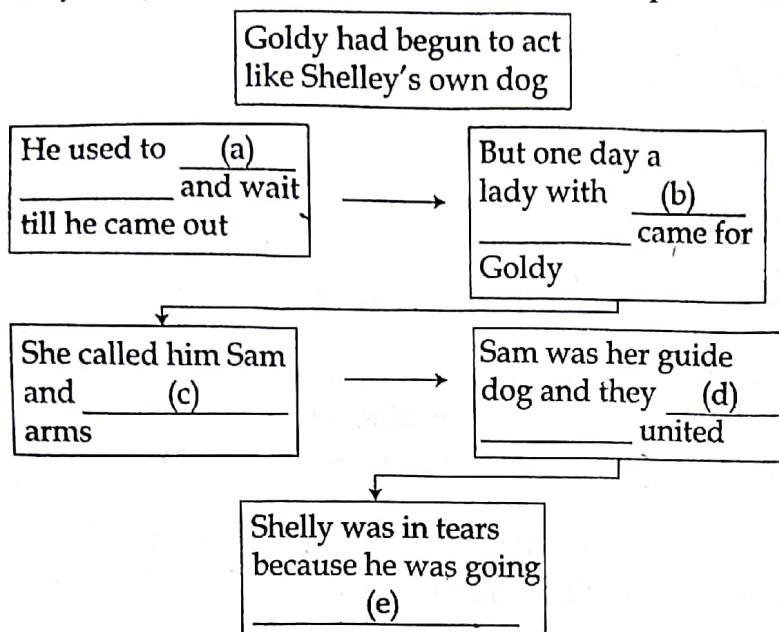 Goldy had begun to act
like Shelley's own dog
He used to (a)
and wait
till he came out
But one day a
lady with (b)
came for
Goldy
She called him Sam
and (c)
arms
Sam was her guide
dog and they (d)
united
Shelly was in tears
because he was going
(e)